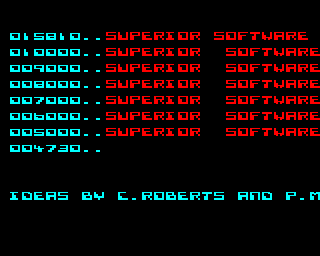 015810..SUPERIOR SOFTWARE
010000..SUPERIOR SOFTWARE
009000..SUPERIOR SOFTWARE
008000..SUPERIOR SOFTWARE
007000..SUPERIOR SOFTWARE
006000..SUPERIOR SOFTWARE
005000..SUPERIOR SOFTWARE
004730..
IDEAS BY C.ROBERTS AND P.M